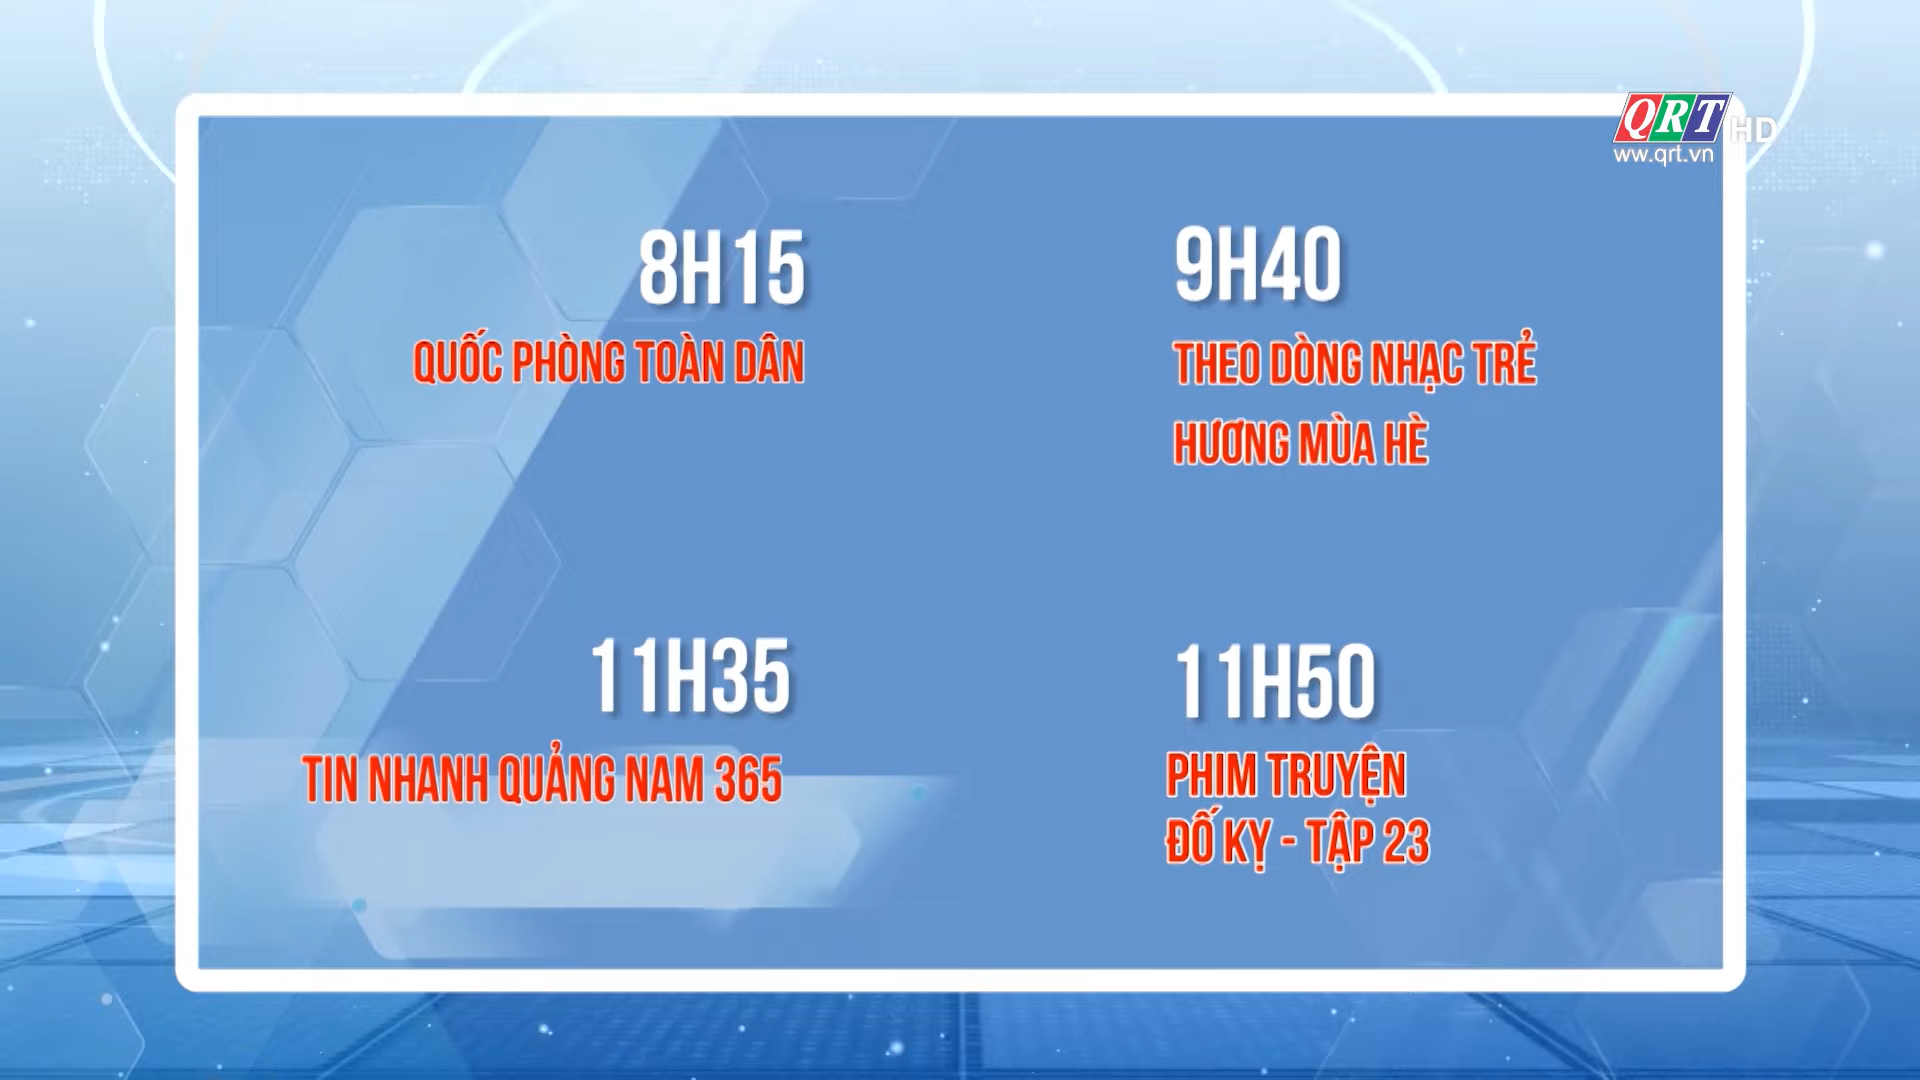 QRT HD
ww.qrt.vn
8H15
QUỐC PHÒNG TOÀN DÂN
9H40
THEO DÒNG NHẠC TRẺ
HƯƠNG MÙA HÈ
11H35
TIN NHANH QUẢNG NAM 365
11H50
PHIM TRUYỆN
ĐỐ KỴ - TẬP 23